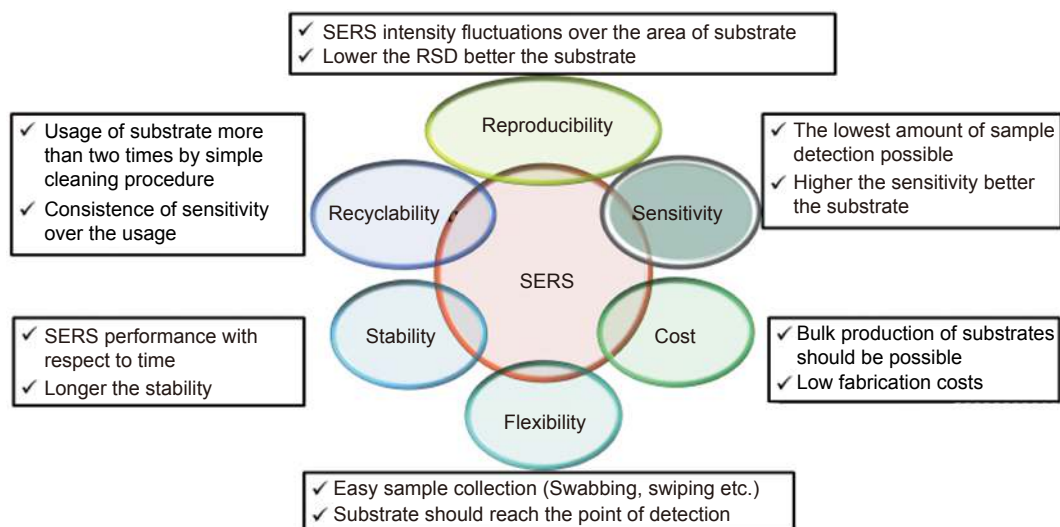 ✓ SERS intensity fluctuations over the area of substrate
✓ Lower the RSD better the substrate
Reproducibility
✓ Usage of substrate more
than two times by simple
cleaning procedure
✓ Consistence of sensitivity
over the usage
Recyclability
✓ The lowest amount of sample
detection possible
✓ Higher the sensitivity better
the substrate
Sensitivity
SERS
✓ SERS performance with
respect to time
✓ Longer the stability
Stability
Cost
✓ Bulk production of substrates
should be possible
✓ Low fabrication costs
Flexibility
✓ Easy sample collection (Swabbing, swiping etc.)
✓ Substrate should reach the point of detection